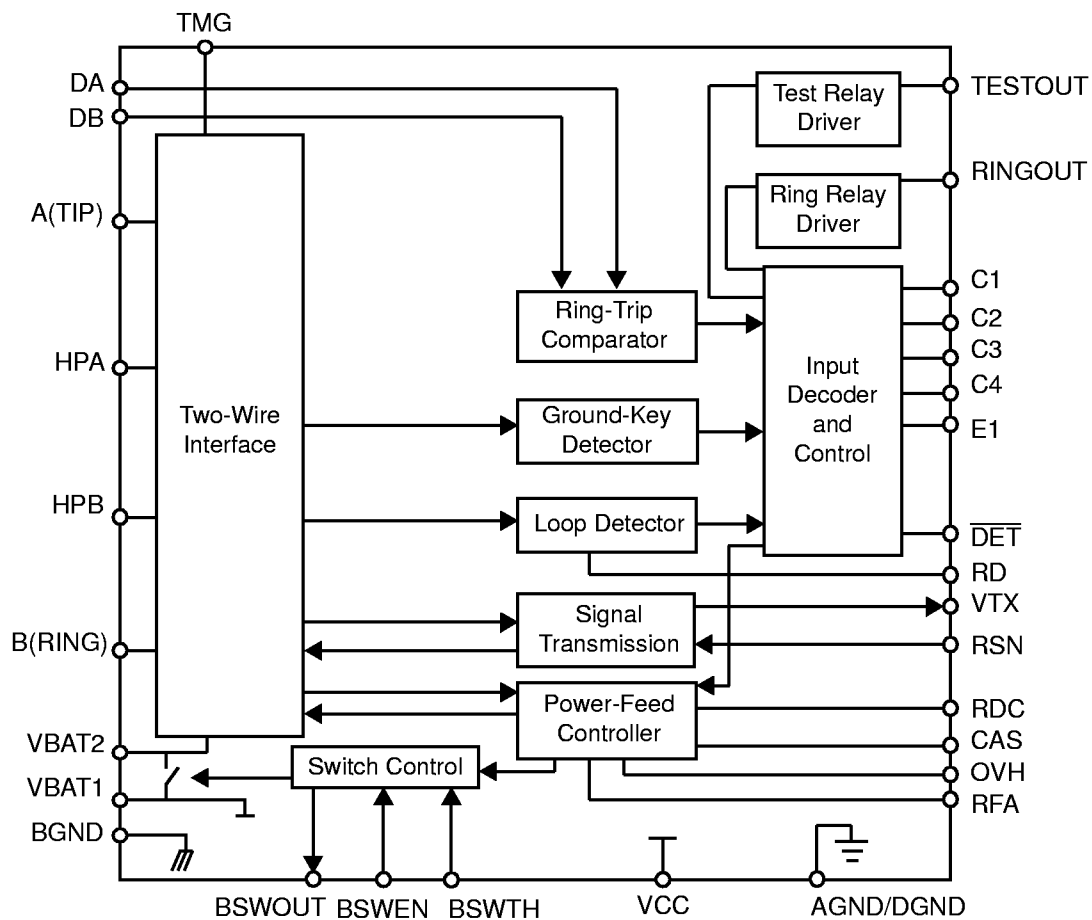 TMG
DA
DB
A(TIP)
HPA
HPB
B(RING)
VBAT2
VBAT1
BGND
Two-Wire
Interface
Ring-Trip
Comparator
Ground-Key
Detector
Loop Detector
Signal
Transmission
Power-Feed
Controller
Switch Control
Test Relay
Driver
Ring Relay
Driver
Input
Decoder
and
Control
TESTOUT
RINGOUT
C1
C2
C3
C4
E1
DET
RD
VTX
RSN
RDC
CAS
OVH
RFA
BSWOUT
BSWEN
BSWTH
VCC
AGND/DGND